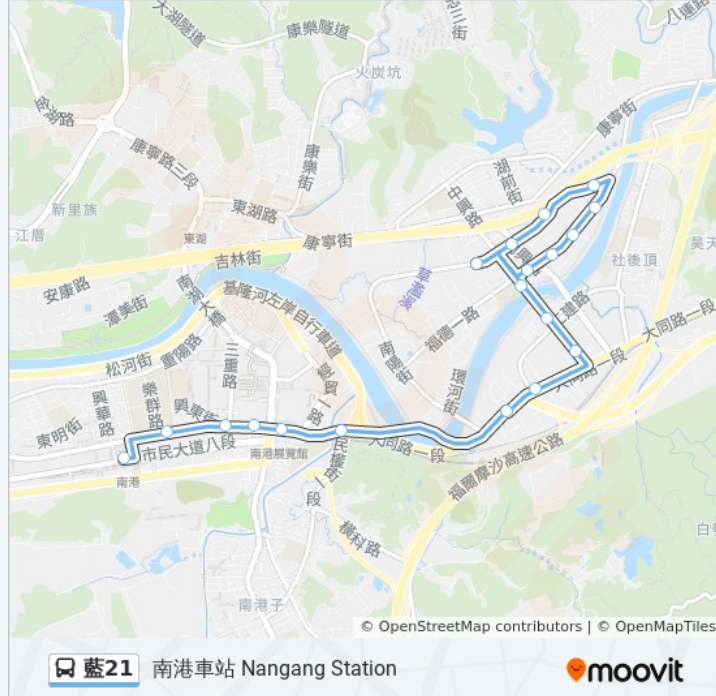 大湖隧道
康樂隧道
火炭坑
八連路
金湖路
康寧路三段
康樂街
康寧街
湖前街
中興路
新里族
東湖路
東湖
江厝
康寧街
社後頂
吉林街
安康路
潭美街
南湖大橋
基隆河左岸自行車道
草濫溪
福德一路
大同路一段
松河街
重陽路
三重路
經貿一路
南陽街
環河街
興華路
樂群路
興東街
東明街
市民大道八段
南港展覽館
大同路一段
南港
民權街一段
福爾摩沙高速公路
橫科路
南港子
© OpenStreetMap contributors | © OpenMapTiles
藍21
南港車站 Nangang Station
moovit